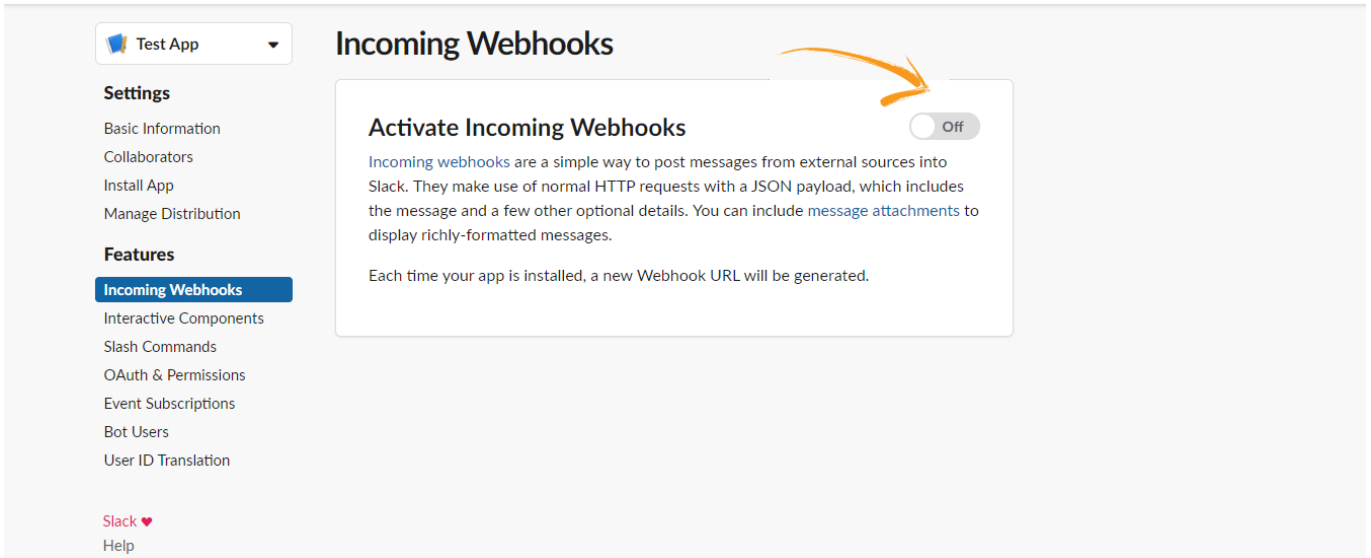 Test App
Incoming Webhooks
Settings
Basic Information
Collaborators
Install App
Manage Distribution
Features
Incoming Webhooks
Interactive Components
Slash Commands
OAuth & Permissions
Event Subscriptions
Bot Users
User ID Translation
Slack ♥
Help
Activate Incoming Webhooks
Off
Incoming webhooks are a simple way to post messages from external sources into
Slack. They make use of normal HTTP requests with a JSON payload, which includes
the message and a few other optional details. You can include message attachments to
display richly-formatted messages.
Each time your app is installed, a new Webhook URL will be generated.